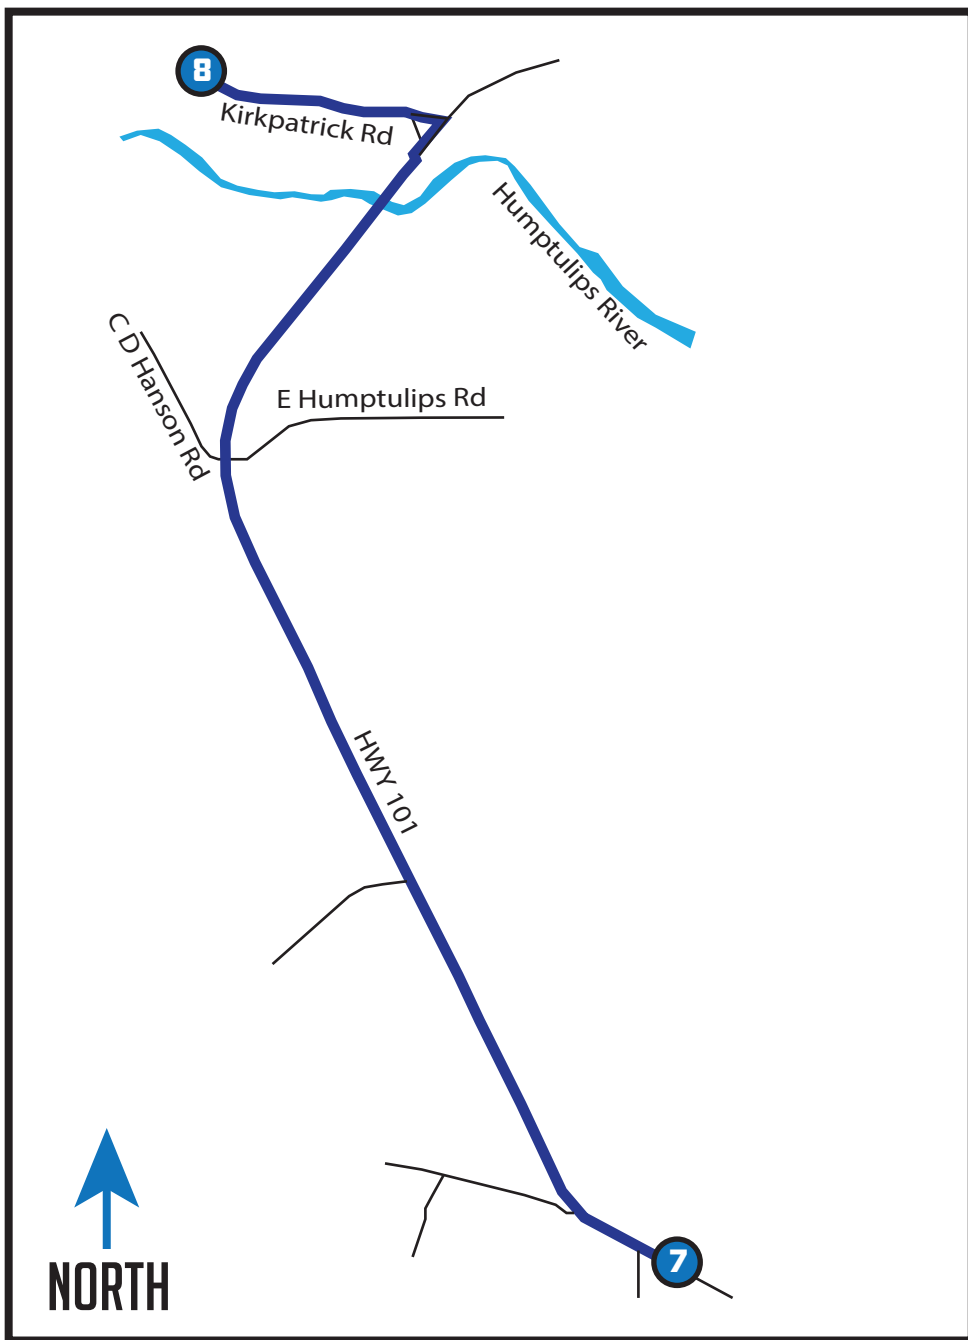 8
Kirkpatrick Rd
Humptulips River
C D Hanson Rd
E Humptulips Rd
HWY 101
7
NORTH